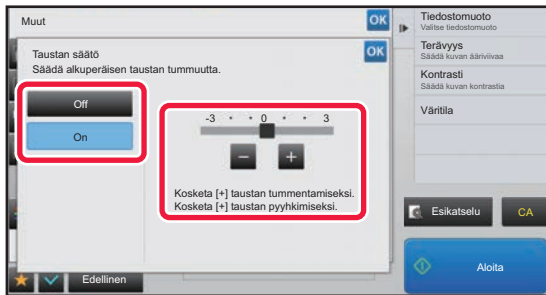 Muut
OK
Taustan säätö
OK
Säädä alkuperäisen taustan tummuutta.
Off
On
-3 0 3
- +
Kosketa [+] taustan tummentamiseksi.
Kosketa [+] taustan pyyhkimiseksi.
Edellinen
Tiedostomuoto
Valitse tiedostomuoto
Terävyys
Säädä kuvan ääriviivaa
Kontrasti
Säädä kuvan kontrastia
Väritila
Esikatselu
CA
Aloita